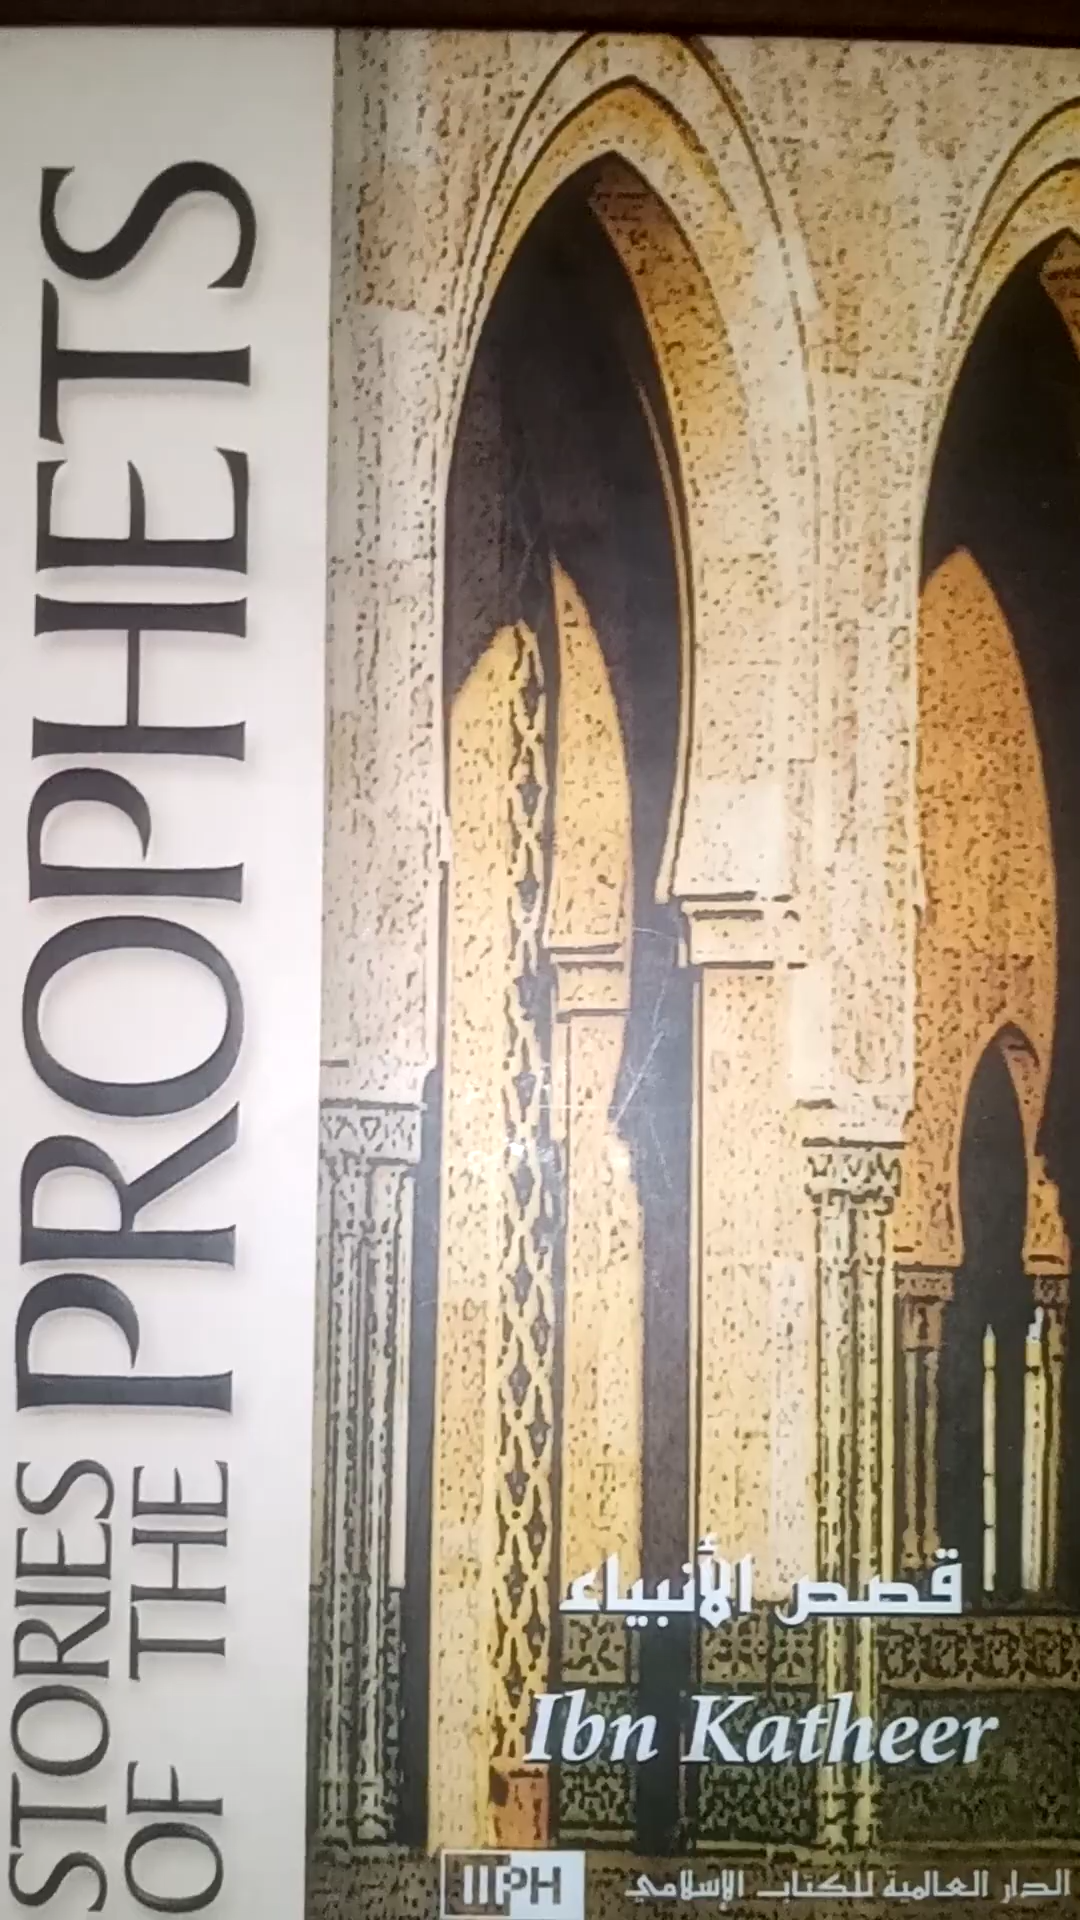 STORIES
OF THE
PROPHETS
قصص الأنبياء
Ibn Katheer
IIPH
الدار العالمية للكتاب الإسلامي